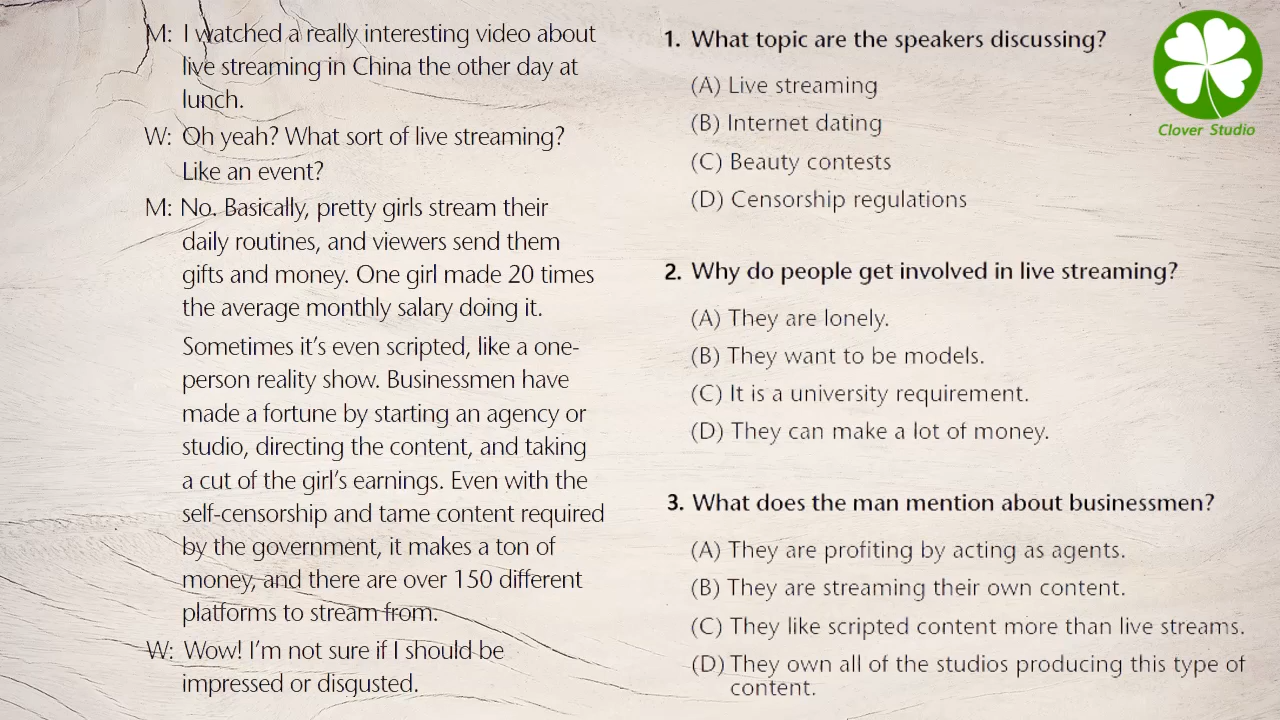 M: I watched a really interesting video about
live streaming in China the other day at
lunch.
W: Oh yeah? What sort of live streaming?
Like an event?
M: No. Basically, pretty girls stream their
daily routines, and viewers send them
gifts and money. One girl made 20 times
the average monthly salary doing it.
Sometimes it's even scripted, like a one-
person reality show. Businessmen have
made a fortune by starting an agency or
studio, directing the content, and taking
a cut of the girl's earnings. Even with the
self-censorship and tame content required
by the government, it makes a ton of
money, and there are over 150 different
platforms to stream from.
W: Wow! I'm not sure if I should be
impressed or disgusted.
1. What topic are the speakers discussing?
(A) Live streaming
(B) Internet dating
(C) Beauty contests
(D) Censorship regulations
2. Why do people get involved in live streaming?
(A) They are lonely.
(B) They want to be models.
(C) It is a university requirement.
(D) They can make a lot of money.
3. What does the man mention about businessmen?
(A) They are profiting by acting as agents.
(B) They are streaming their own content.
(C) They like scripted content more than live streams.
(D) They own all of the studios producing this type of
content.
Clover Studio